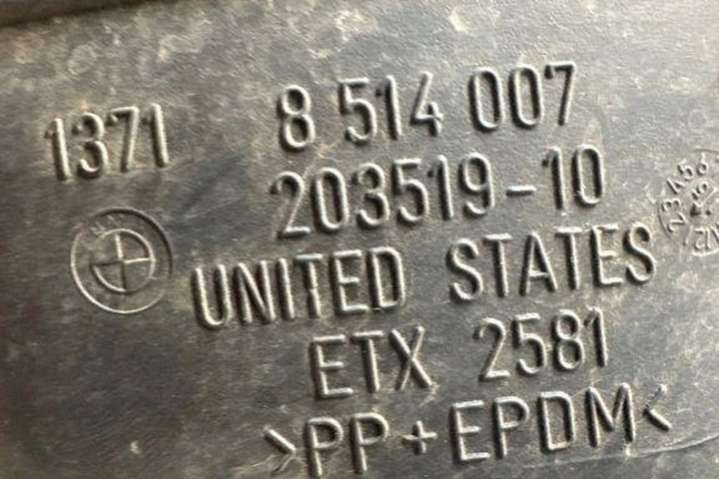 1371 8 514 007
203519-10
UNITED STATES
ETX 2581
>PP+EPDM<